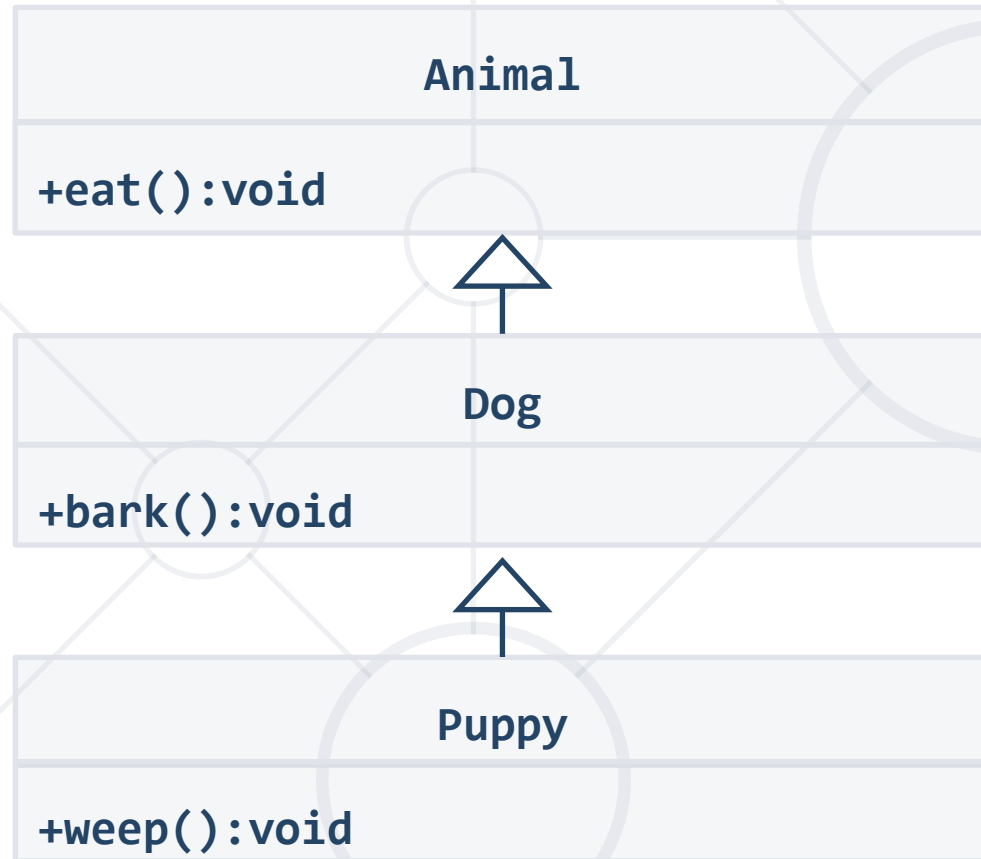 Animal
+eat():void
Dog
+bark():void
Puppy
+weep():void